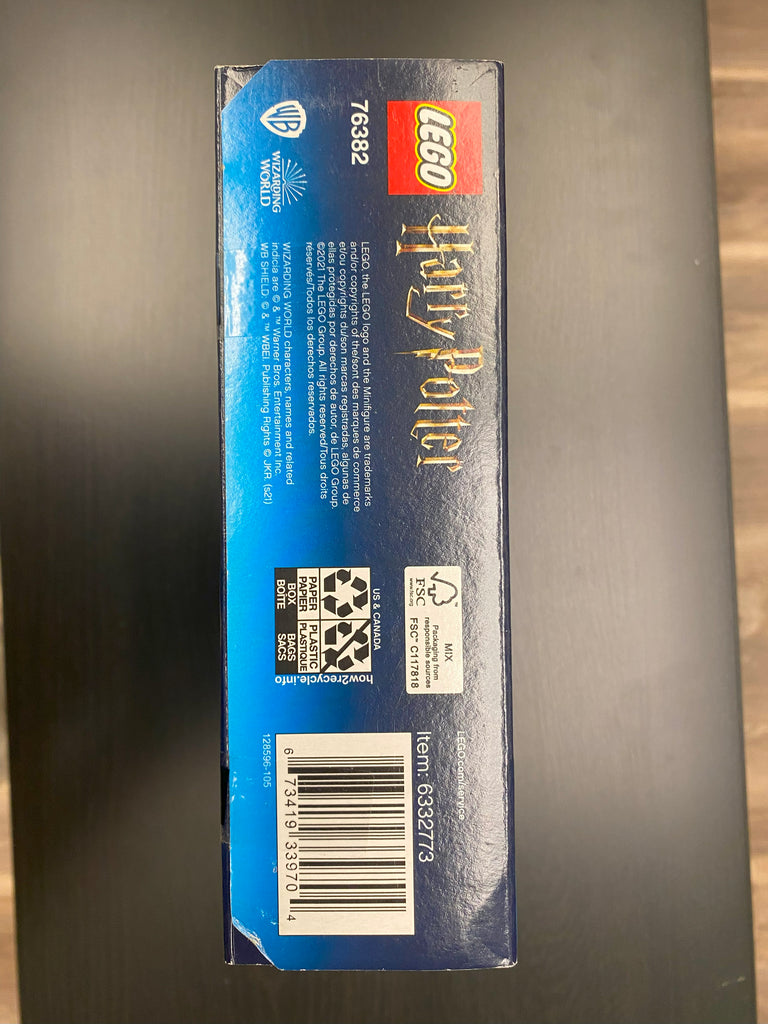 LEGO
Harry Potter
76382
WB
WIZARDING
WORLD
LEGO, the LEGO logo and the Minifigure are trademarks
and/or copyrights of the/sont des marques de commerce
et/ou copyrights du/son marcas registradas, algunas de
ellas protegidas por derechos de autor, de LEGO Group.
©2021 The LEGO Group. All rights reserved/Tous droits
réservés/Todos los derechos reservados.
WIZARDING WORLD characters, names and related
indicia are © & ™ Warner Bros. Entertainment Inc.
WB SHIELD: © & ™ WBEI. Publishing Rights © JKR. (s21)
FSC™
www.fsc.org
MIX
Packaging from
responsible sources
FSC™ C117818
US & CANADA
PAPER
PAPIER
BOX
BOÎTE
PLASTIC
PLASTIQUE
BAGS
SACS
how2recycle.info
LEGO.com/service
Item: 6332773
6 73419 33970 4
128596-105